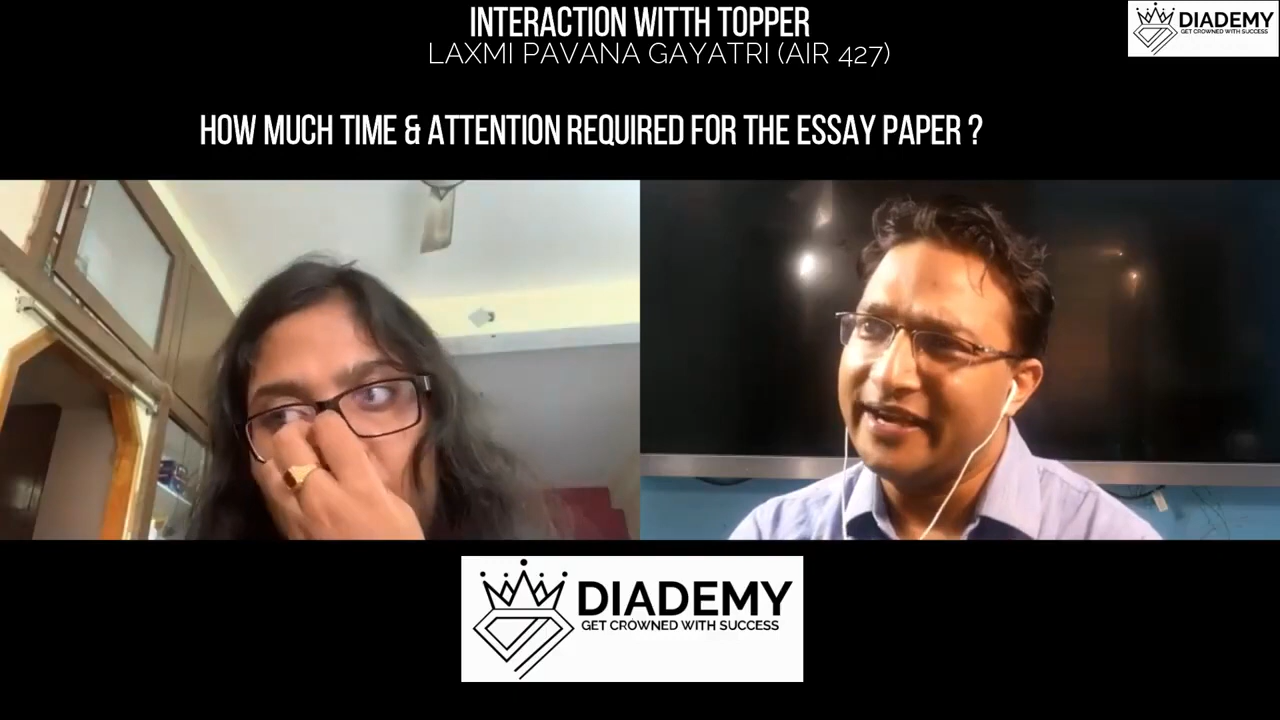 INTERACTION WITTH TOPPER
LAXMI PAVANA GAYATRI (AIR 427)
DIADEMY
GET CROWNED WITH SUCCESS
HOW MUCH TIME & ATTENTION REQUIRED FOR THE ESSAY PAPER ?
DIADEMY
GET CROWNED WITH SUCCESS